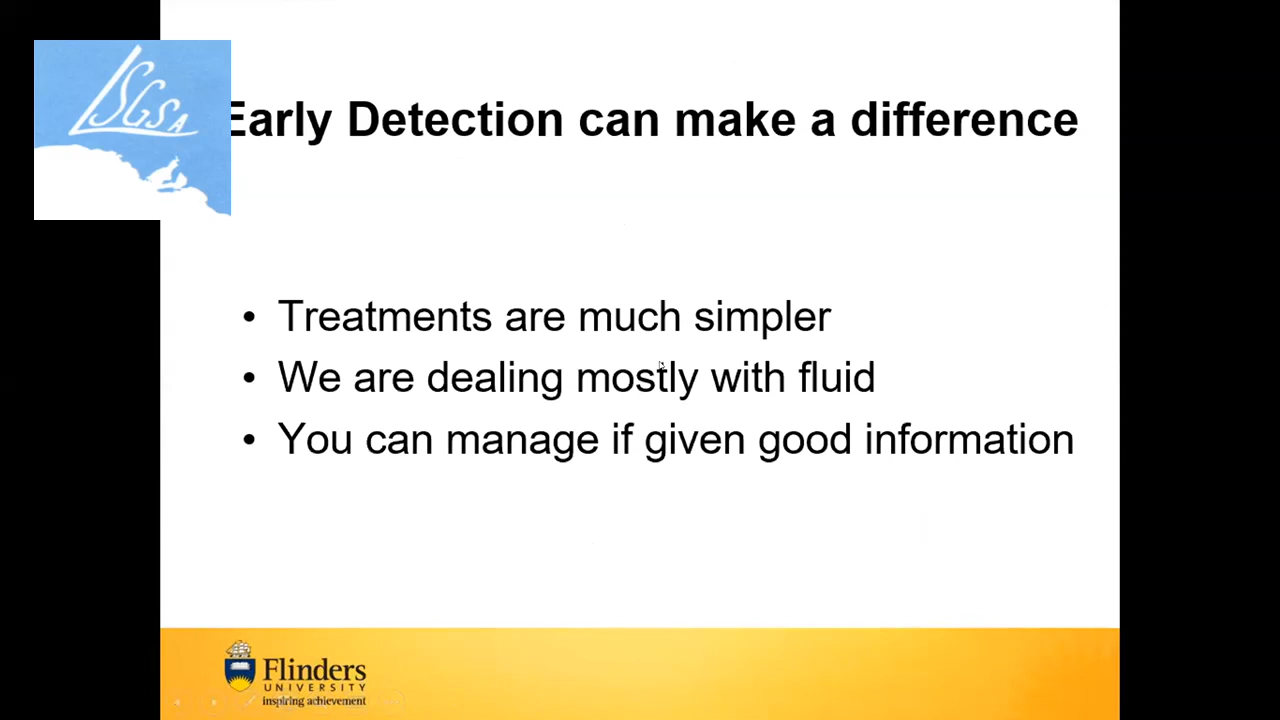 LSGSA
Early Detection can make a difference
• Treatments are much simpler
• We are dealing mostly with fluid
• You can manage if given good information
Flinders
UNIVERSITY
inspiring achievement